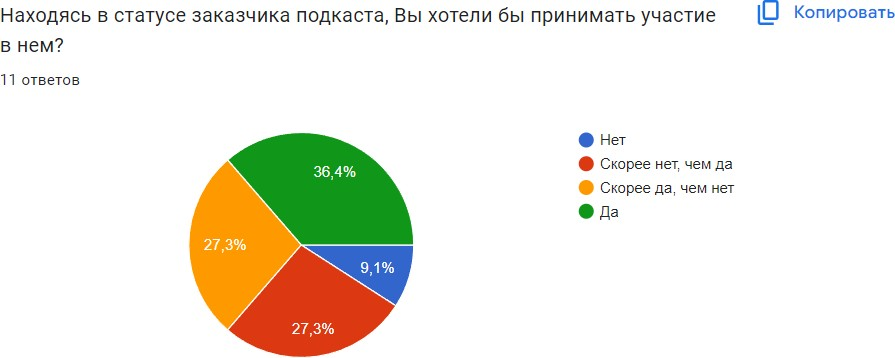 Находясь в статусе заказчика подкаста, Вы хотели бы принимать участие
в нем?
Копировать
11 ответов
36,4%
27,3%
9,1%
27,3%
Нет
Скорее нет, чем да
Скорее да, чем нет
Да